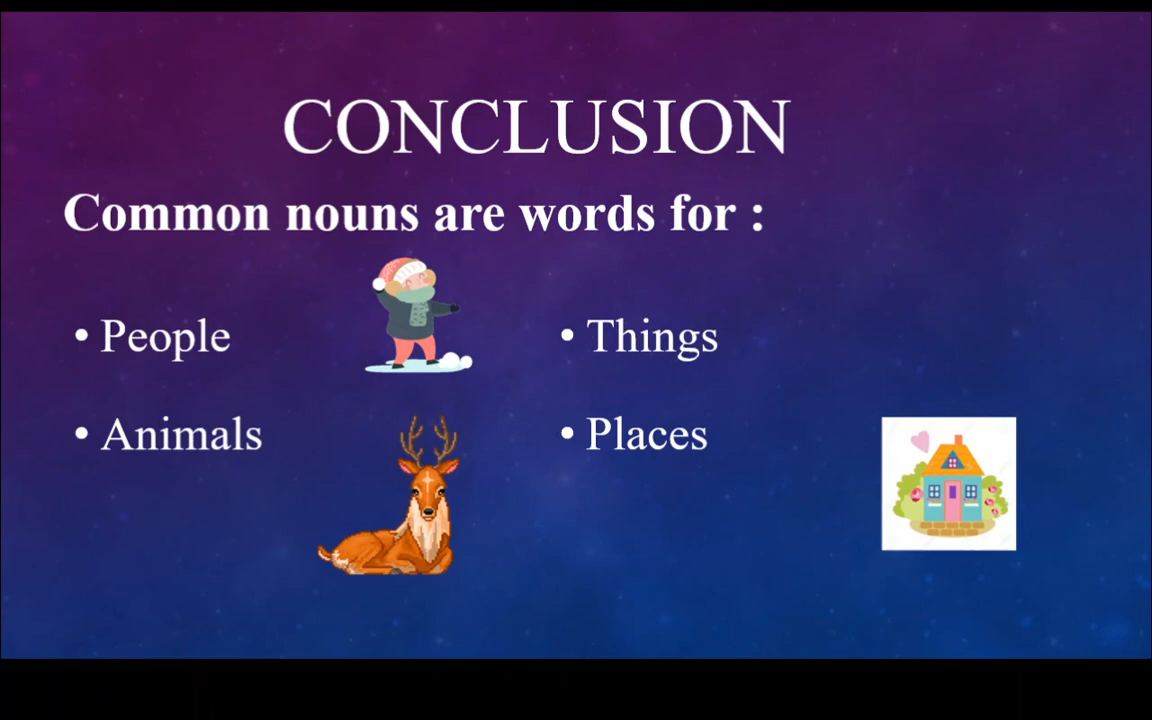 CONCLUSION
Common nouns are words for :
• People
• Animals
• Things
• Places